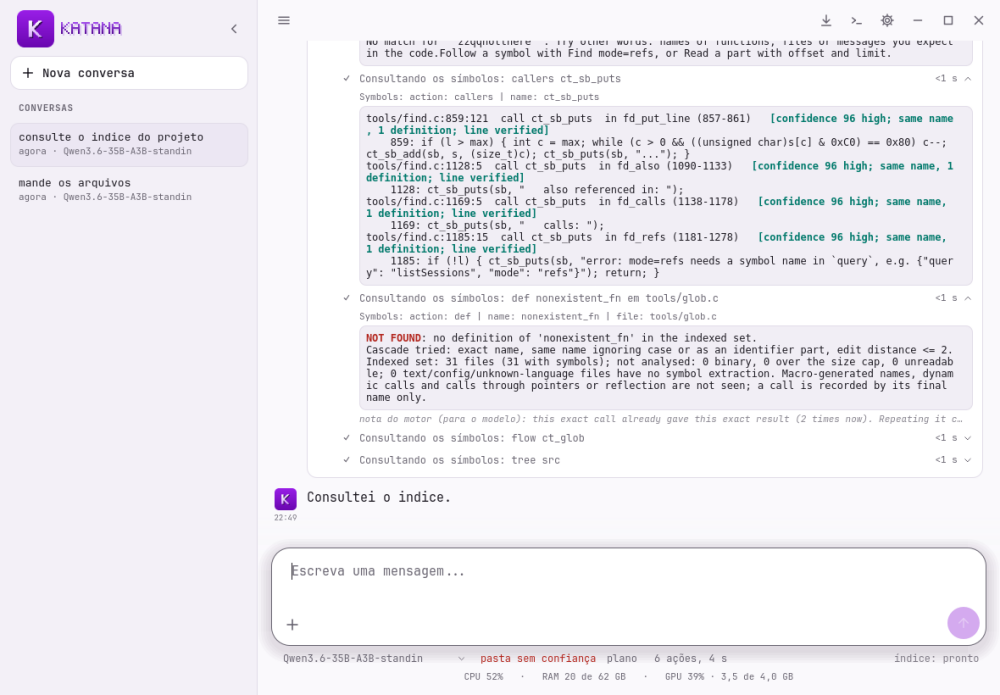 K KATANA
+ Nova conversa
CONVERSAS
consulte o indice do projeto
agora · Qwen3.6-35B-A3B-standin
mande os arquivos
agora · Qwen3.6-35B-A3B-standin
in the code.Follow a symbol with Find mode=refs, or Read a part with offset and limit.
✓ Consultando os símbolos: callers ct_sb_puts <1 s
Symbols: action: callers | name: ct_sb_puts
tools/find.c:859:121  call ct_sb_puts  in fd_put_line (857-861)   [confidence 96 high; same name
, 1 definition; line verified]
859: if (l > max) { int c = max; while (c > 0 && ((unsigned char)s[c] & 0xC0) == 0x80) c--;
ct_sb_add(sb, s, (size_t)c); ct_sb_puts(sb, "..."); }
tools/find.c:1128:5  call ct_sb_puts  in fd_also (1090-1133)   [confidence 96 high; same name, 1
definition; line verified]
1128: ct_sb_puts(sb, "   also referenced in: ");
tools/find.c:1169:5  call ct_sb_puts  in fd_calls (1138-1178)   [confidence 96 high; same name,
1 definition; line verified]
1169: ct_sb_puts(sb, "   calls: ");
tools/find.c:1185:15  call ct_sb_puts  in fd_refs (1181-1278)   [confidence 96 high; same name,
1 definition; line verified]
1185: if (!l) { ct_sb_puts(sb, "error: mode=refs needs a symbol name in `query`, e.g. {"quer
y": "listSessions", "mode": "refs"}"); return; }
✓ Consultando os símbolos: def nonexistent_fn em tools/glob.c <1 s
Symbols: action: def | name: nonexistent_fn | file: tools/glob.c
NOT FOUND: no definition of 'nonexistent_fn' in the indexed set.
Cascade tried: exact name, same name ignoring case or as an identifier part, edit distance <= 2.
Indexed set: 31 files (31 with symbols); not analysed: 0 binary, 0 over the size cap, 0 unreadab
le; 0 text/config/unknown-language files have no symbol extraction. Macro-generated names, dynam
ic calls and calls through pointers or reflection are not seen; a call is recorded by its final
name only.
nota do motor (para o modelo): this exact call already gave this exact result (2 times now). Repeating it c…
✓ Consultando os símbolos: flow ct_glob <1 s
✓ Consultando os símbolos: tree src <1 s
K Consultei o indice.
22:49
Escreva uma mensagem...
Qwen3.6-35B-A3B-standin pasta sem confiança plano 6 ações, 4 s índice: pronto
CPU 52% · RAM 20 de 62 GB · GPU 39% · 3,5 de 4,0 GB